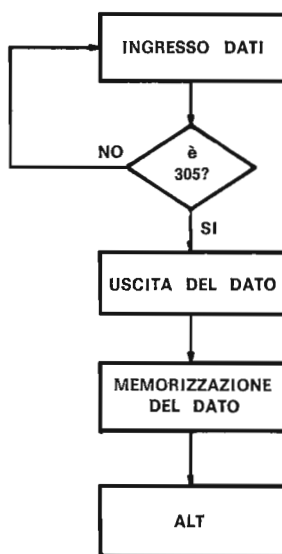 INGRESSO DATI
NO
è
305?
SI
USCITA DEL DATO
MEMORIZZAZIONE
DEL DATO
ALT